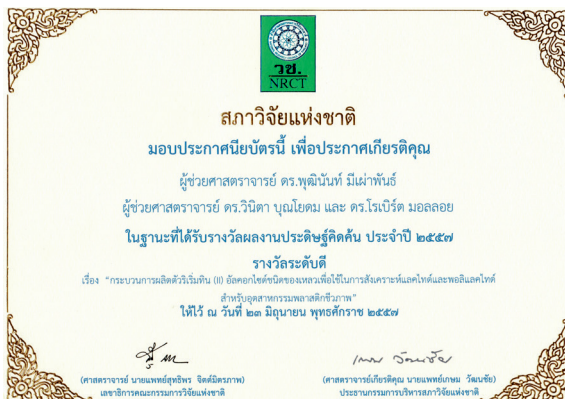 วช.
NRCT
สภาวิจัยแห่งชาติ
มอบประกาศนียบัตรนี้ เพื่อประกาศเกียรติคุณ
ผู้ช่วยศาสตราจารย์ ดร.พุฒินันท์ มีเผ่าพันธ์
ผู้ช่วยศาสตราจารย์ ดร.วินิตา บุณโยดม และ ดร.โรเบิร์ต มอลลอย
ในฐานะที่ได้รับรางวัลผลงานประดิษฐ์คิดค้น ประจำปี ๒๕๕๗
รางวัลระดับดี
เรื่อง “กระบวนการผลิตตัวริเริ่มทิน (II) อัลคอกไซด์ชนิดของเหลวเพื่อใช้ในการสังเคราะห์แลคไทด์และพอลิแลคไทด์
สำหรับอุตสาหกรรมพลาสติกชีวภาพ”
ให้ไว้ ณ วันที่ ๒๓ มิถุนายน พุทธศักราช ๒๕๕๗
(ศาสตราจารย์ นายแพทย์สุทธิพร จิตต์มิตรภาพ)
(ศาสตราจารย์เกียรติคุณ นายแพทย์เกษม วัฒนชัย)
เลขาธิการคณะกรรมการวิจัยแห่งชาติ
ประธานกรรมการบริหารสภาวิจัยแห่งชาติ